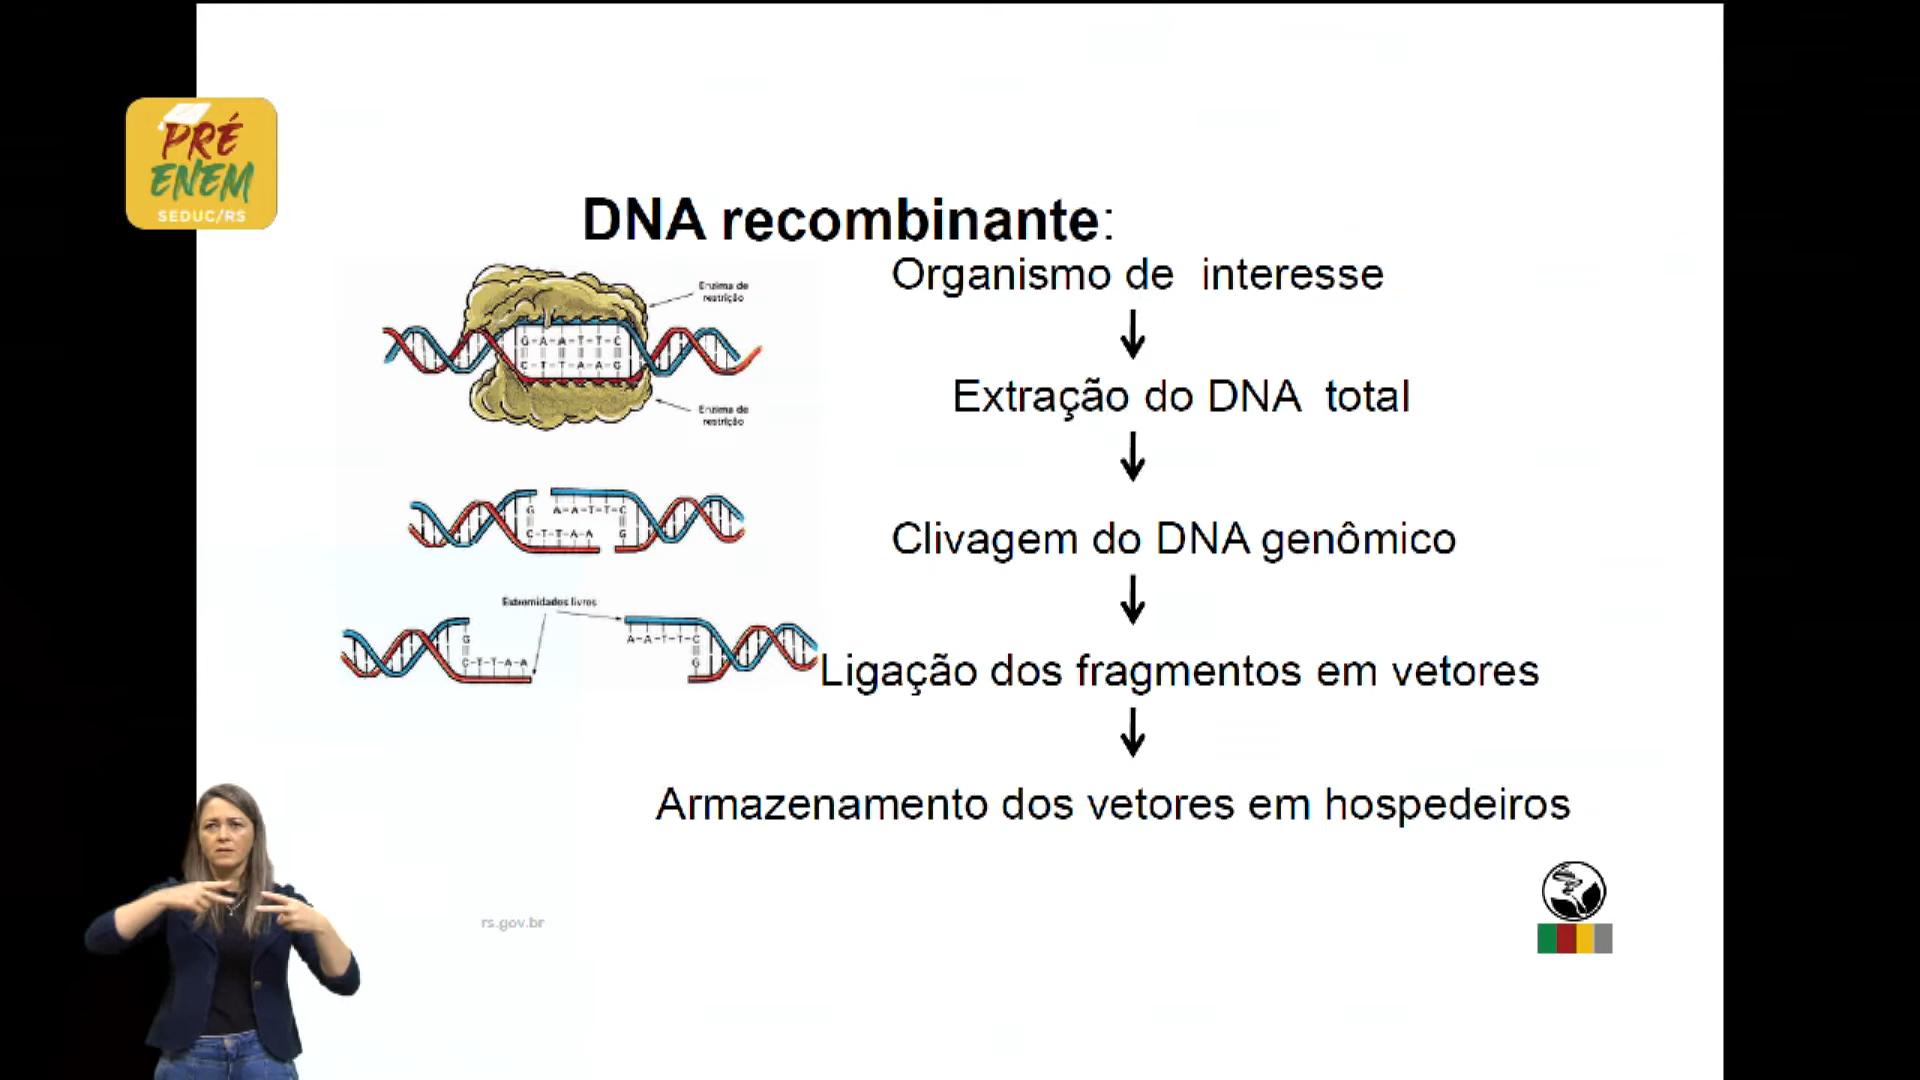 PRÉ
ENEM
SEDUC/RS
DNA recombinante:
Organismo de interesse
Extração do DNA total
Clivagem do DNA genômico
Ligação dos fragmentos em vetores
Armazenamento dos vetores em hospedeiros
Enzima de
restrição
G-A-A-T-T-C
C-T-T-A-A-G
Enzima de
restrição
G A-A-T-T-C
C-T-T-A-A G
Extremidades livres
G A-A-T-T-C
C-T-T-A-A G
rs.gov.br